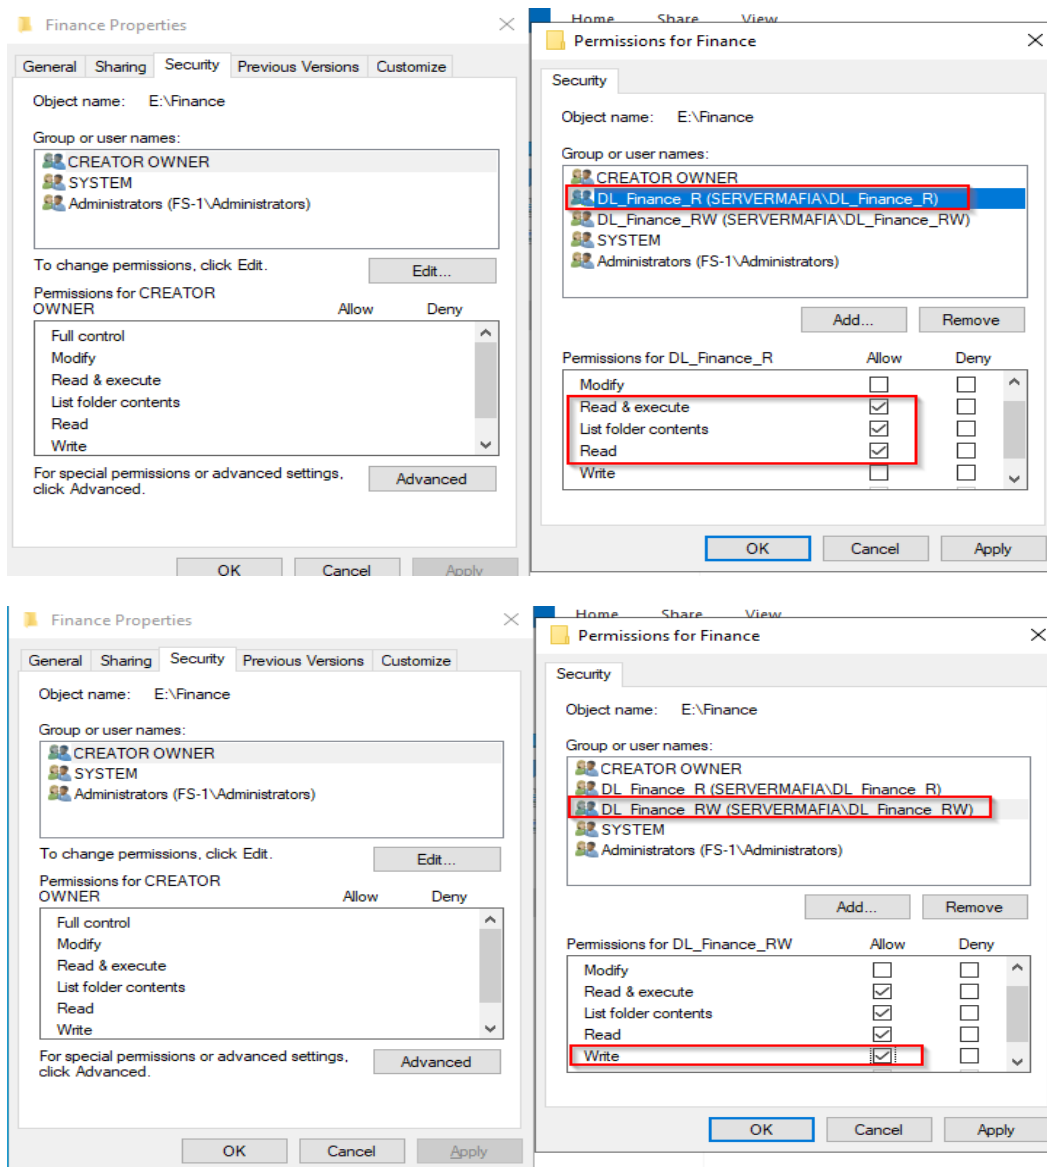 Finance Properties
General Sharing Security Previous Versions Customize
Object name: E:\Finance
Group or user names:
CREATOR OWNER
SYSTEM
Administrators (FS-1\Administrators)
To change permissions, click Edit.
Edit...
Permissions for CREATOR
OWNER Allow Deny
Full control
Modify
Read & execute
List folder contents
Read
Write
For special permissions or advanced settings,
click Advanced.
Advanced
OK Cancel Apply
Home Share View
Permissions for Finance
Security
Object name: E:\Finance
Group or user names:
CREATOR OWNER
DL_Finance_R (SERVERMAFIA\DL_Finance_R)
DL_Finance_RW (SERVERMAFIA\DL_Finance_RW)
SYSTEM
Administrators (FS-1\Administrators)
Add... Remove
Permissions for DL_Finance_R Allow Deny
Modify
Read & execute
List folder contents
Read
Write
OK Cancel Apply
Finance Properties
General Sharing Security Previous Versions Customize
Object name: E:\Finance
Group or user names:
CREATOR OWNER
SYSTEM
Administrators (FS-1\Administrators)
To change permissions, click Edit.
Edit...
Permissions for CREATOR
OWNER Allow Deny
Full control
Modify
Read & execute
List folder contents
Read
Write
For special permissions or advanced settings,
click Advanced.
Advanced
OK Cancel Apply
Home Share View
Permissions for Finance
Security
Object name: E:\Finance
Group or user names:
CREATOR OWNER
DL_Finance_R (SERVERMAFIA\DL_Finance_R)
DL_Finance_RW (SERVERMAFIA\DL_Finance_RW)
SYSTEM
Administrators (FS-1\Administrators)
Add... Remove
Permissions for DL_Finance_RW Allow Deny
Modify
Read & execute
List folder contents
Read
Write
OK Cancel Apply